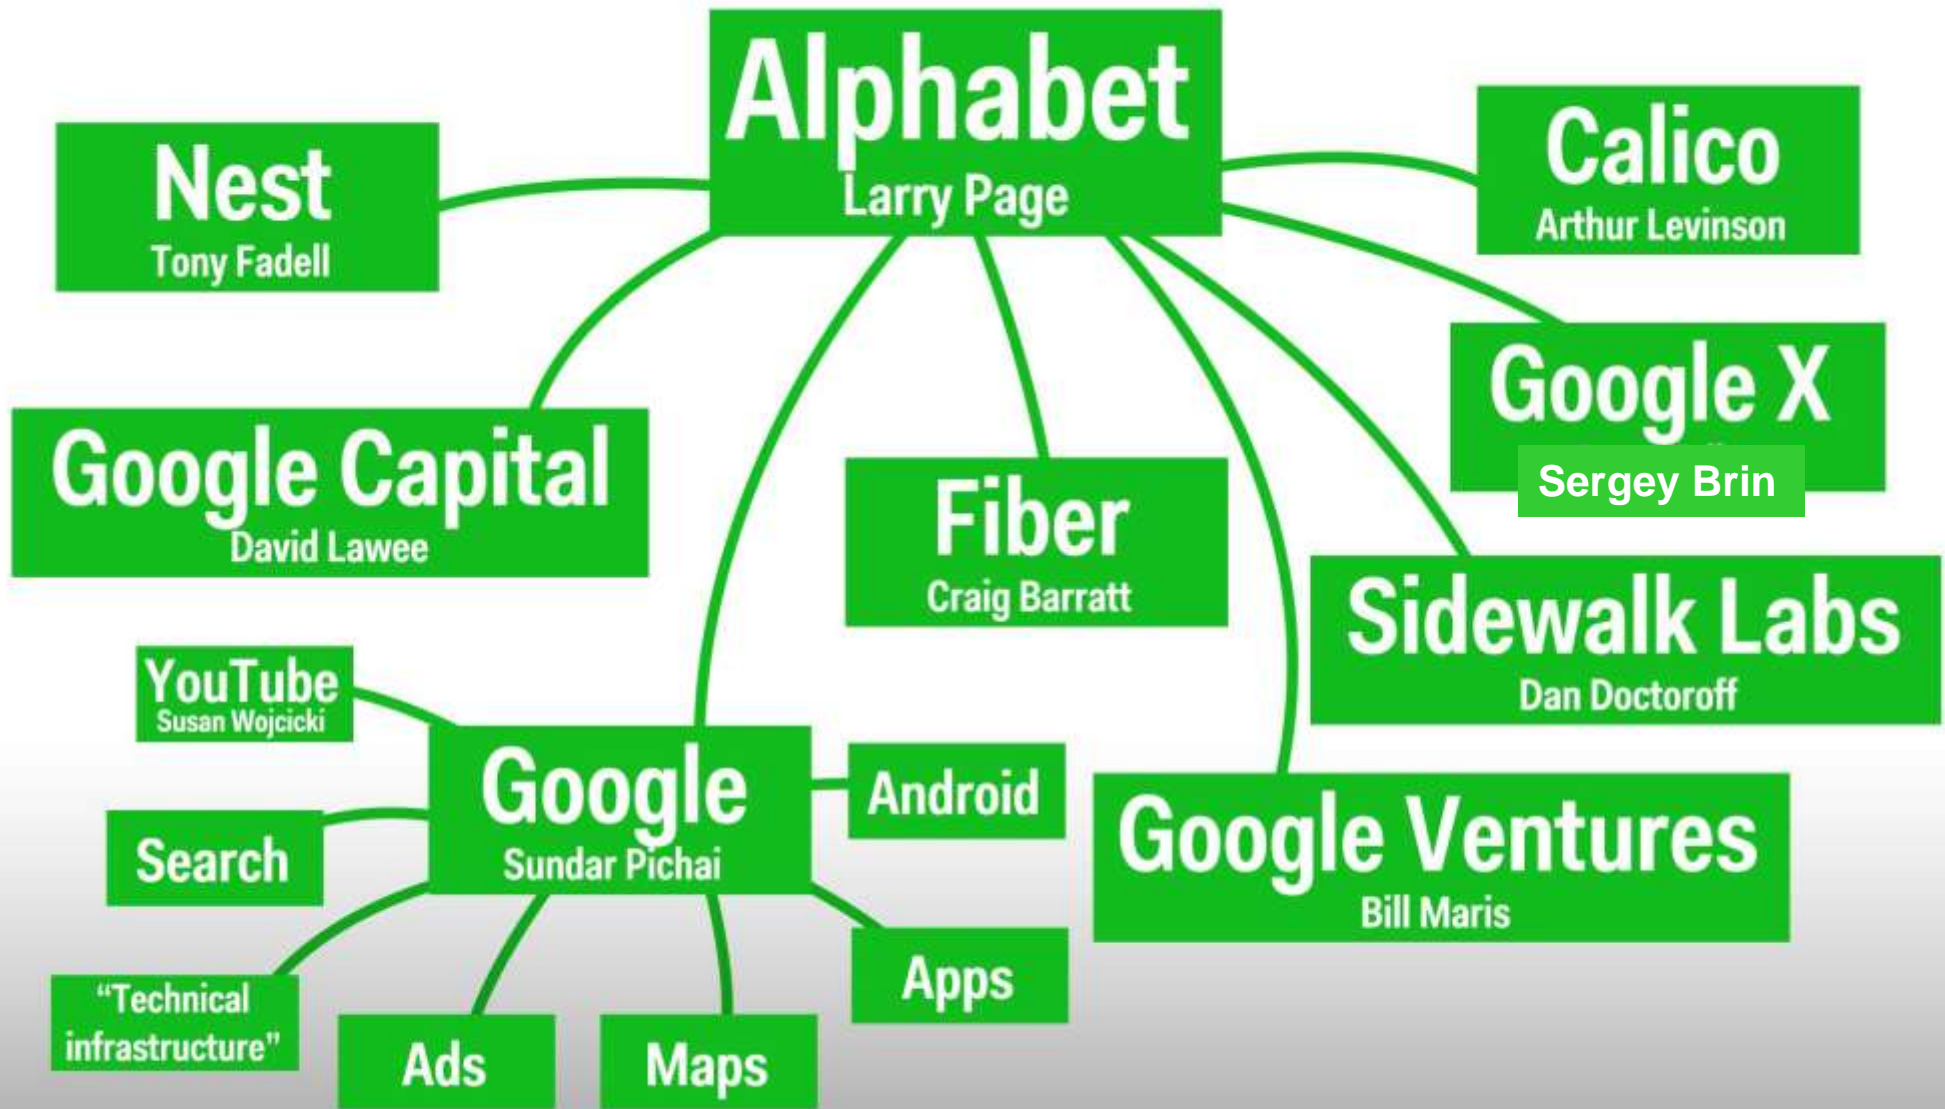 Alphabet
Larry Page
Nest
Tony Fadell
Calico
Arthur Levinson
Google X
Sergey Brin
Google Capital
David Lawee
Fiber
Craig Barratt
Sidewalk Labs
Dan Doctoroff
YouTube
Susan Wojcicki
Google
Sundar Pichai
Android
Google Ventures
Bill Maris
Search
Apps
“Technical
infrastructure”
Ads
Maps